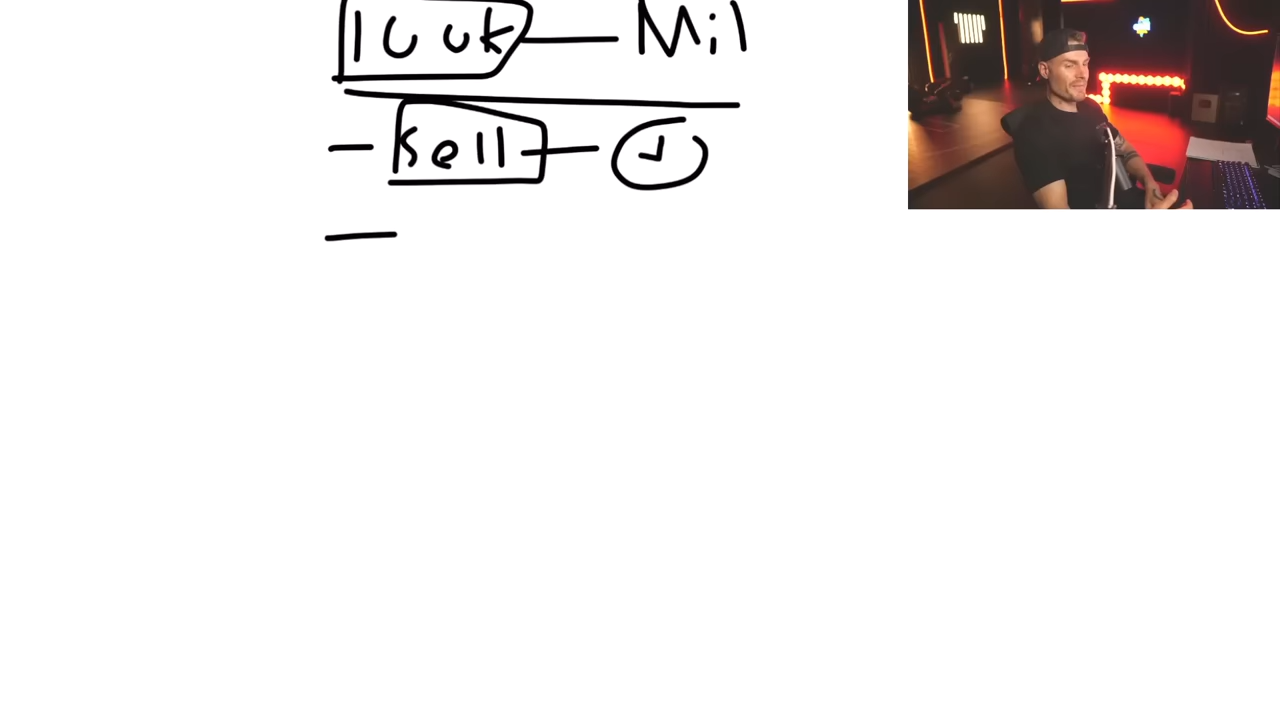 100k — Mil
- Sell —
—